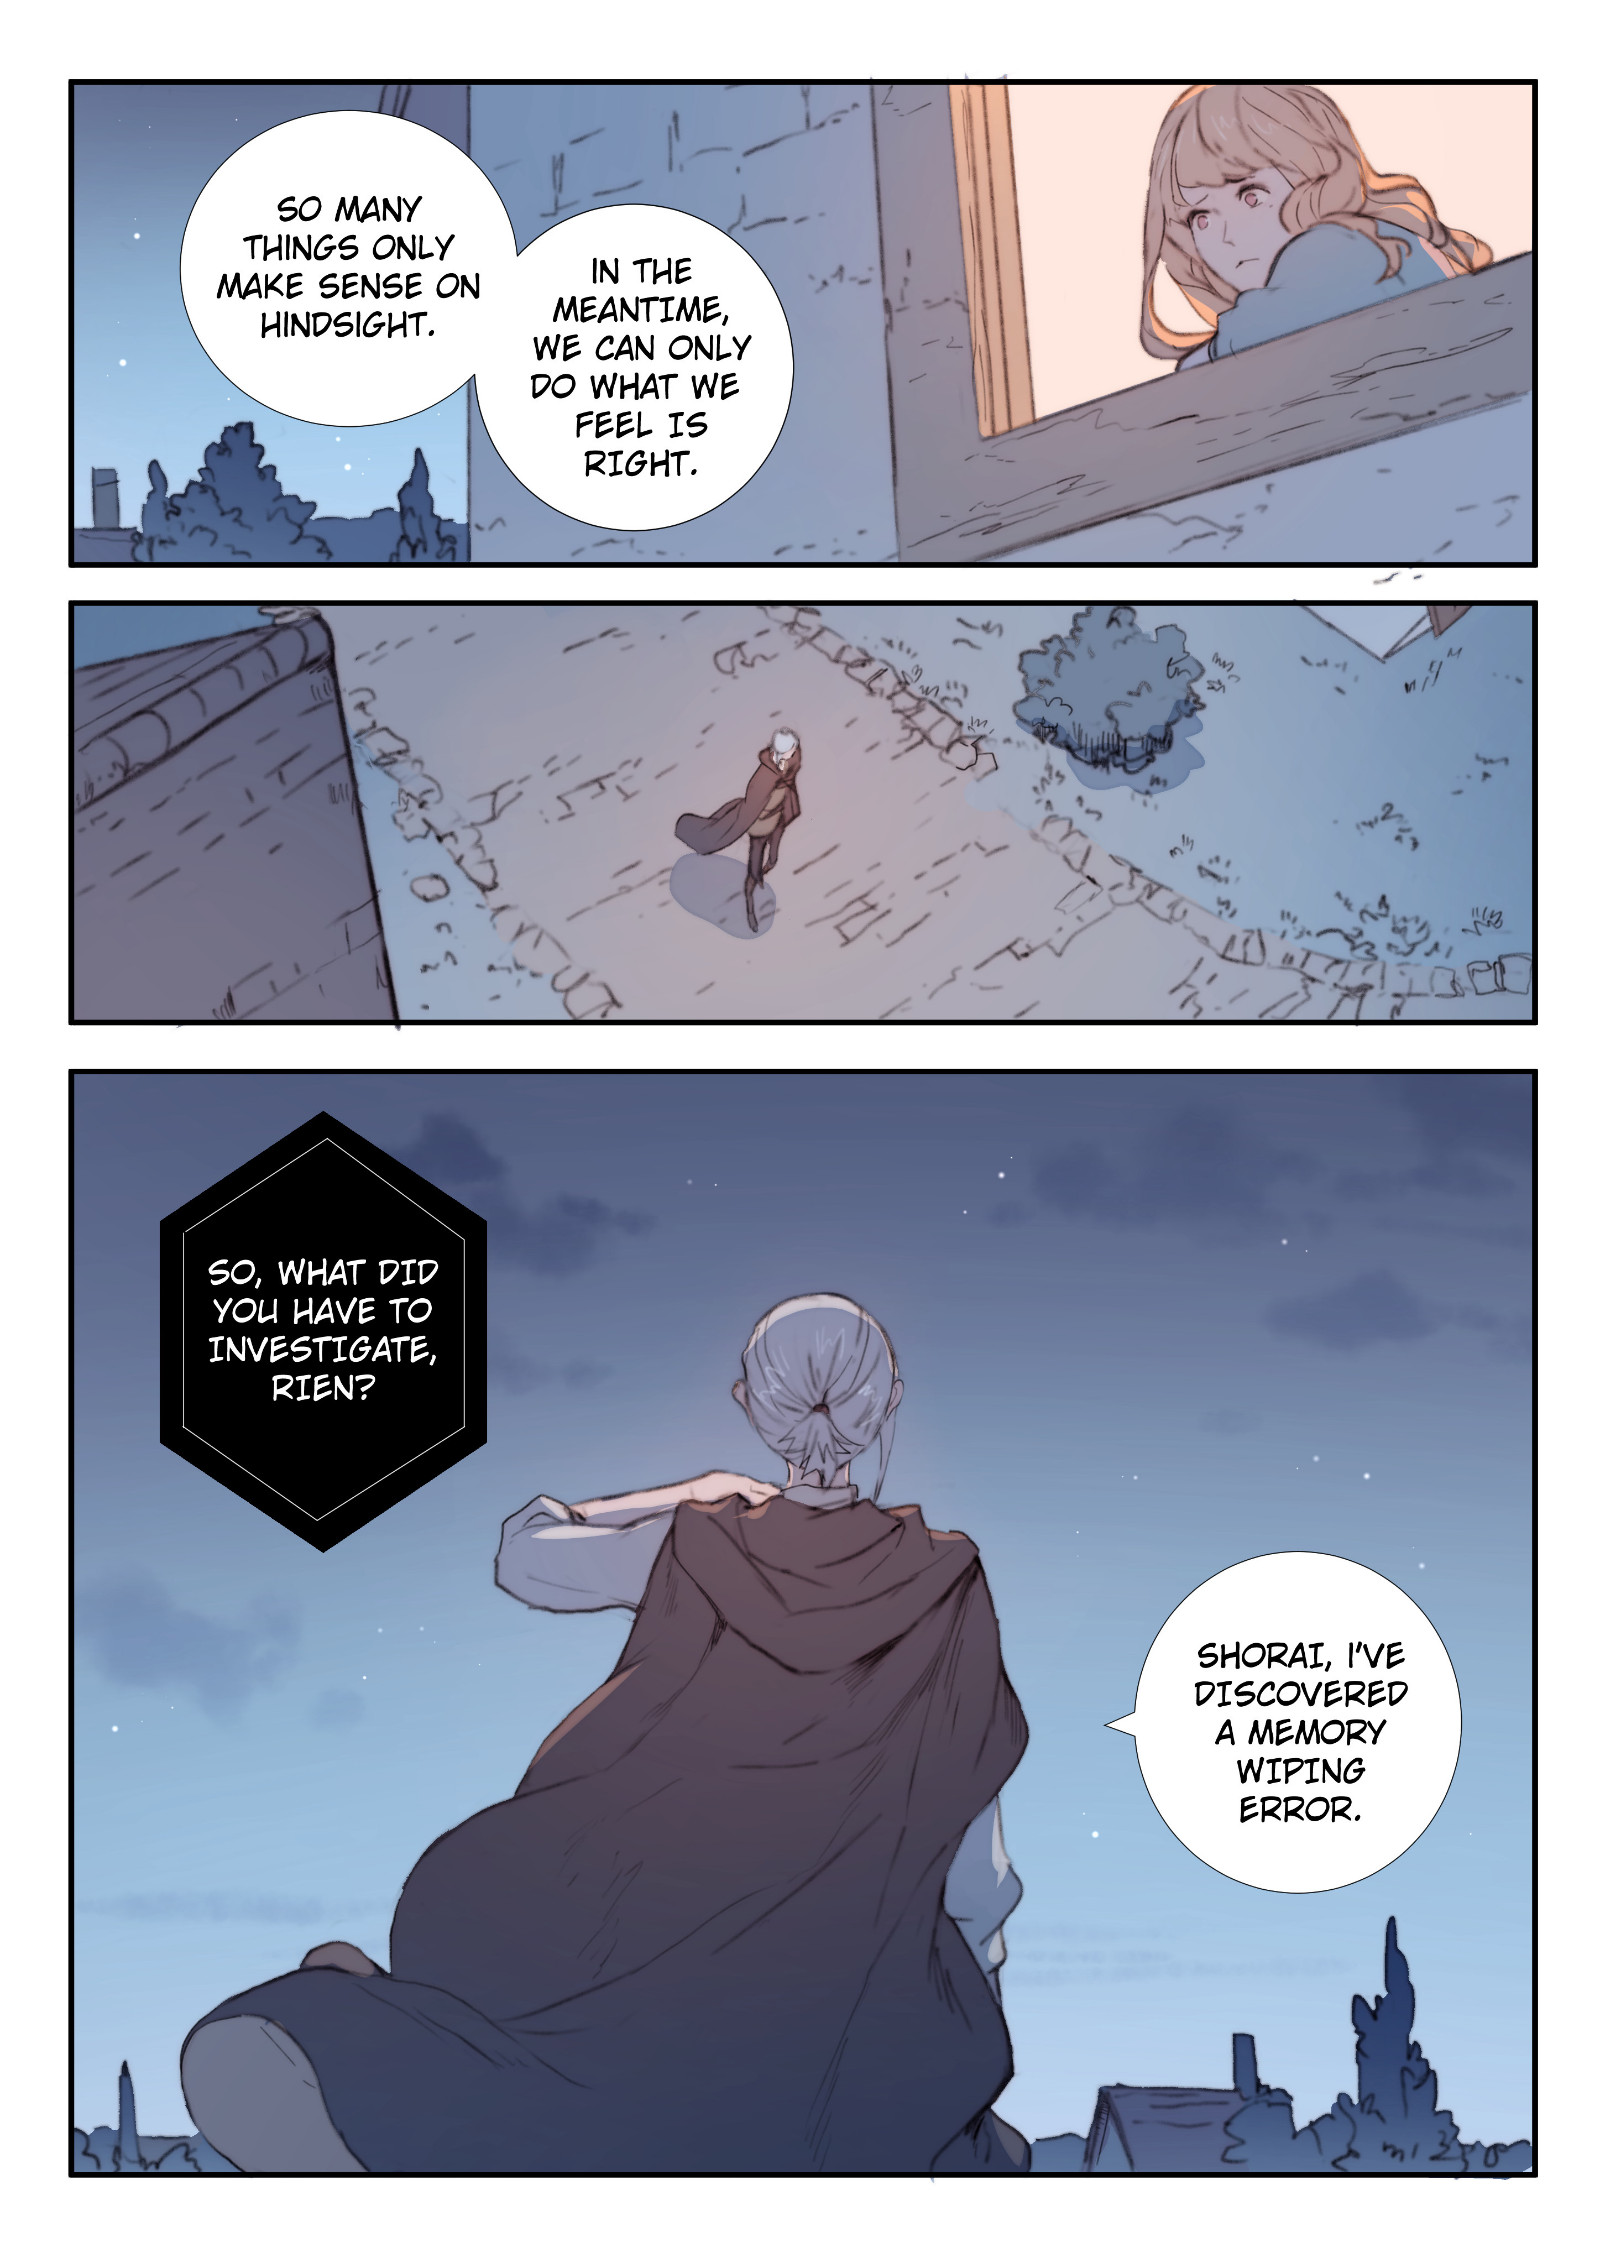 SO MANY
THINGS ONLY
MAKE SENSE ON
HINDSIGHT.
IN THE
MEANTIME,
WE CAN ONLY
DO WHAT WE
FEEL IS
RIGHT.
SO, WHAT DID
YOU HAVE TO
INVESTIGATE,
RIEN?
SHORAI, I'VE
DISCOVERED
A MEMORY
WIPING
ERROR.